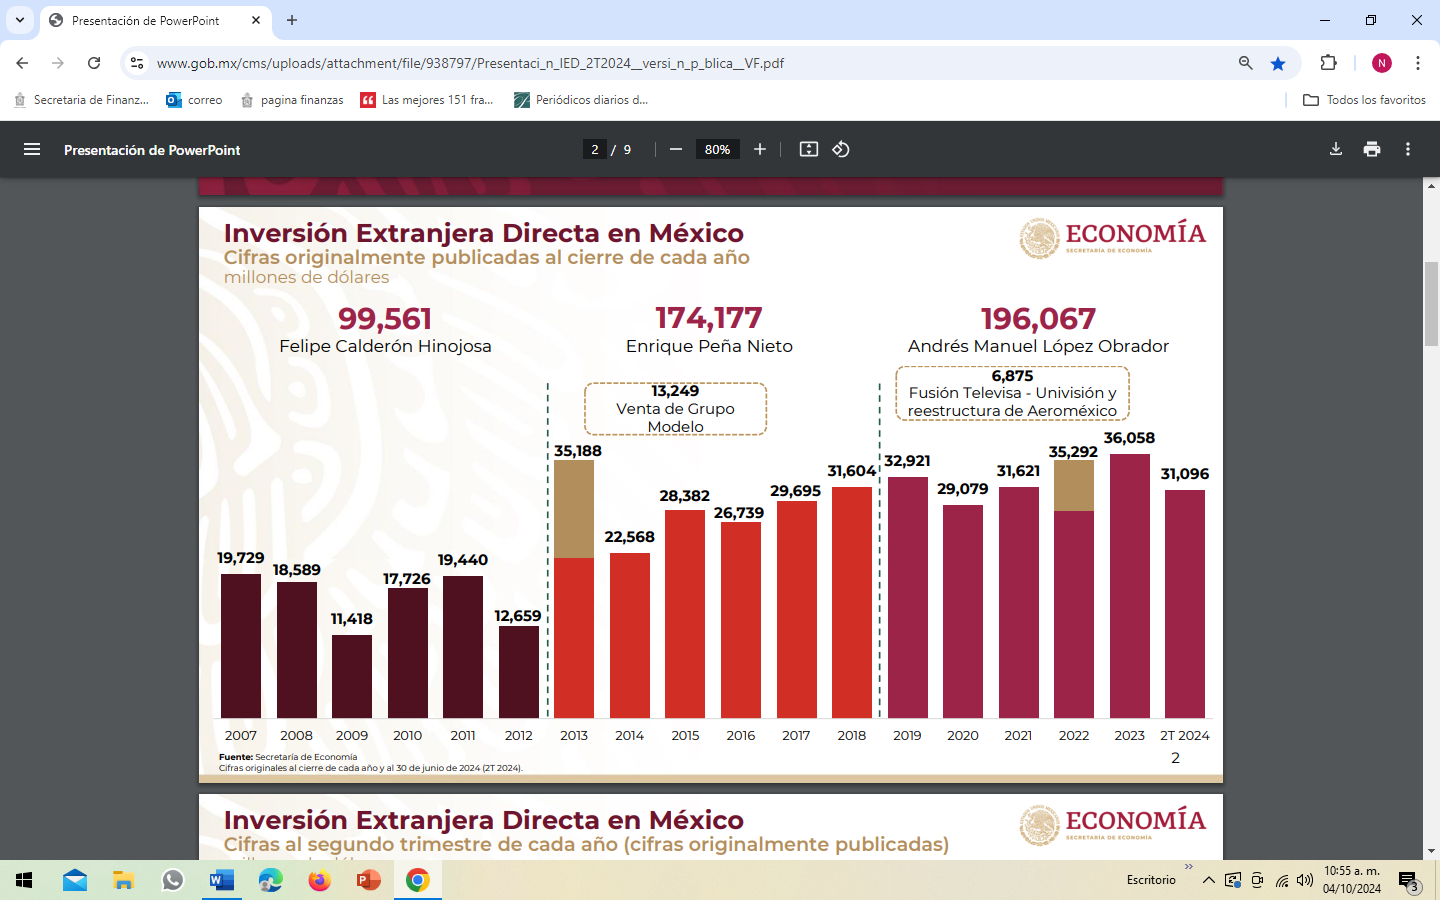 Presentación de PowerPoint
www.gob.mx/cms/uploads/attachment/file/938797/Presentaci_n_IED_2T2024__versi_n_p_blica__VF.pdf
N
Secretaria de Finanz...
correo
pagina finanzas
Las mejores 151 fra...
Periódicos diarios d...
Todos los favoritos
Presentación de PowerPoint
2 / 9
80%
Inversión Extranjera Directa en México
Cifras originalmente publicadas al cierre de cada año
millones de dólares
ECONOMÍA
SECRETARÍA DE ECONOMÍA
99,561
Felipe Calderón Hinojosa
174,177
Enrique Peña Nieto
196,067
Andrés Manuel López Obrador
13,249
Venta de Grupo
Modelo
6,875
Fusión Televisa - Univisión y
reestructura de Aeroméxico
19,729
18,589
11,418
17,726
19,440
12,659
35,188
22,568
28,382
26,739
29,695
31,604
32,921
29,079
31,621
35,292
36,058
31,096
2007 2008 2009 2010 2011 2012 2013 2014 2015 2016 2017 2018 2019 2020 2021 2022 2023 2T 2024
Fuente: Secretaría de Economía
Cifras originales al cierre de cada año y al 30 de junio de 2024 (2T 2024).
2
Inversión Extranjera Directa en México
Cifras al segundo trimestre de cada año (cifras originalmente publicadas)
ECONOMÍA
SECRETARÍA DE ECONOMÍA
Escritorio
10:55 a. m.
04/10/2024
3